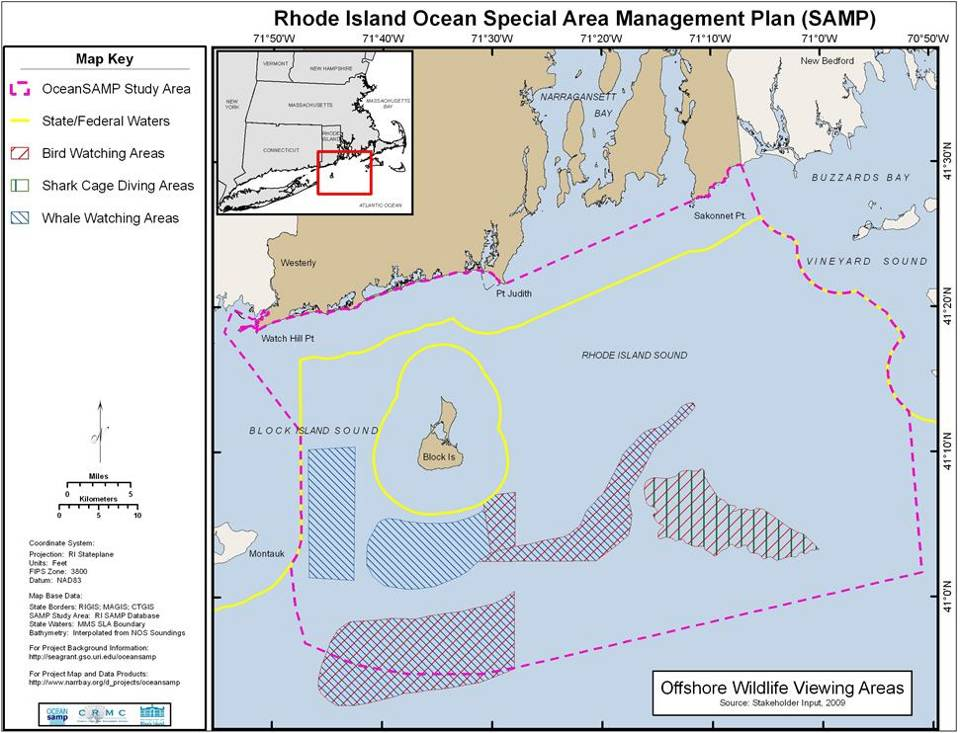 Rhode Island Ocean Special Area Management Plan (SAMP)
71°50'W
71°40'W
71°30'W
71°20'W
71°10'W
71°0'W
70°50'W
Map Key
OceanSAMP Study Area
State/Federal Waters
Bird Watching Areas
Shark Cage Diving Areas
Whale Watching Areas
VERMONT
NEW HAMPSHIRE
NEW
YORK
MASSACHUSETTS
MASSACHUSETTS
BAY
CONNECTICUT
RHODE
ISLAND
ATLANTIC OCEAN
New Bedford
NARRAGANSETT
BAY
BUZZARDS BAY
Sakonnet Pt.
VINEYARD SOUND
Westerly
Pt Judith
Watch Hill Pt
RHODE ISLAND SOUND
BLOCK ISLAND SOUND
Block Is
Montauk
41°30'N
41°20'N
41°10'N
41°0'N
Miles
0 5
Kilometers
0 5 10
Coordinate System:
Projection: RI Stateplane
Units: Feet
FIPS Zone: 3800
Datum: NAD83
Map Base Data:
State Borders: RIGIS; MAGIS; CTGIS
SAMP Study Area: RI SAMP Database
State Waters: MMS SLA Boundary
Bathymetry: Interpolated from NOS Soundings
For Project Background Information:
http://seagrant.gso.uri.edu/oceansamp
For Project Map and Data Products:
http://www.narrbay.org/d_projects/oceansamp
OCEAN
samp
CRMC
Offshore Wildlife Viewing Areas
Source: Stakeholder Input, 2009